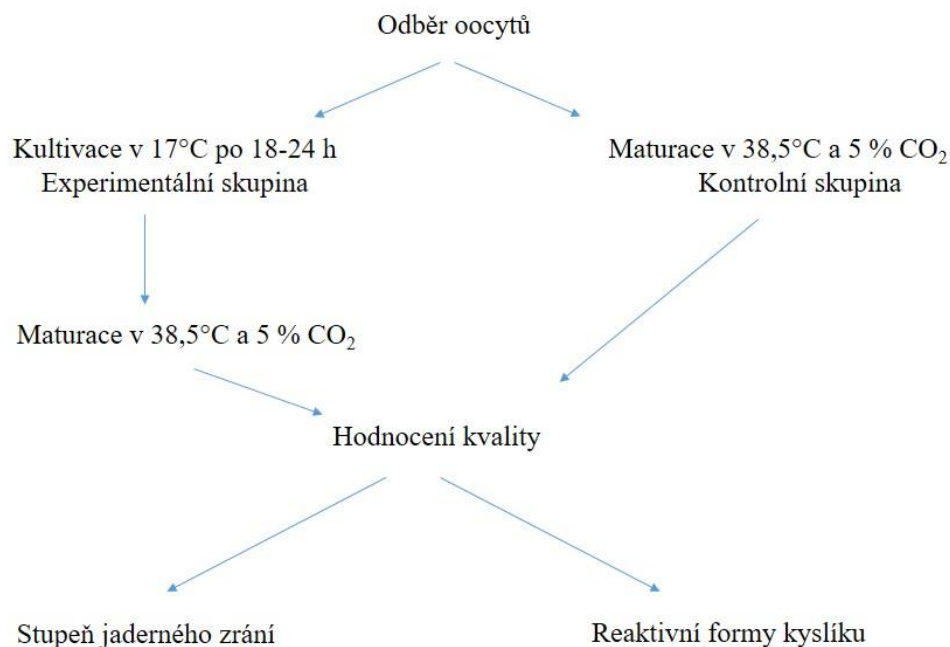 Odběr oocytů
Kultivace v 17°C po 18-24 h
Experimentální skupina
Maturace v 38,5°C a 5 % CO₂
Kontrolní skupina
Maturace v 38,5°C a 5 % CO₂
Hodnocení kvality
Stupeň jaderného zrání
Reaktivní formy kyslíku